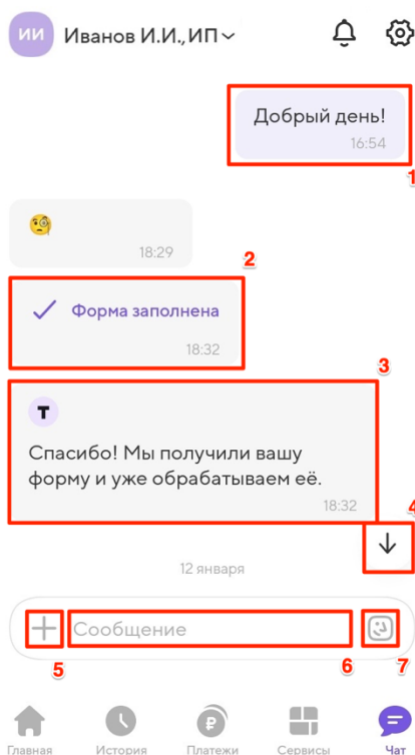 ИИ Иванов И.И., ИП
Добрый день!
16:54
1
18:29
2
Форма заполнена
18:32
3
Т
Спасибо! Мы получили вашу
форму и уже обрабатываем её.
18:32
4
12 января
Сообщение
5 6 7
Главная История Платежи Сервисы Чат